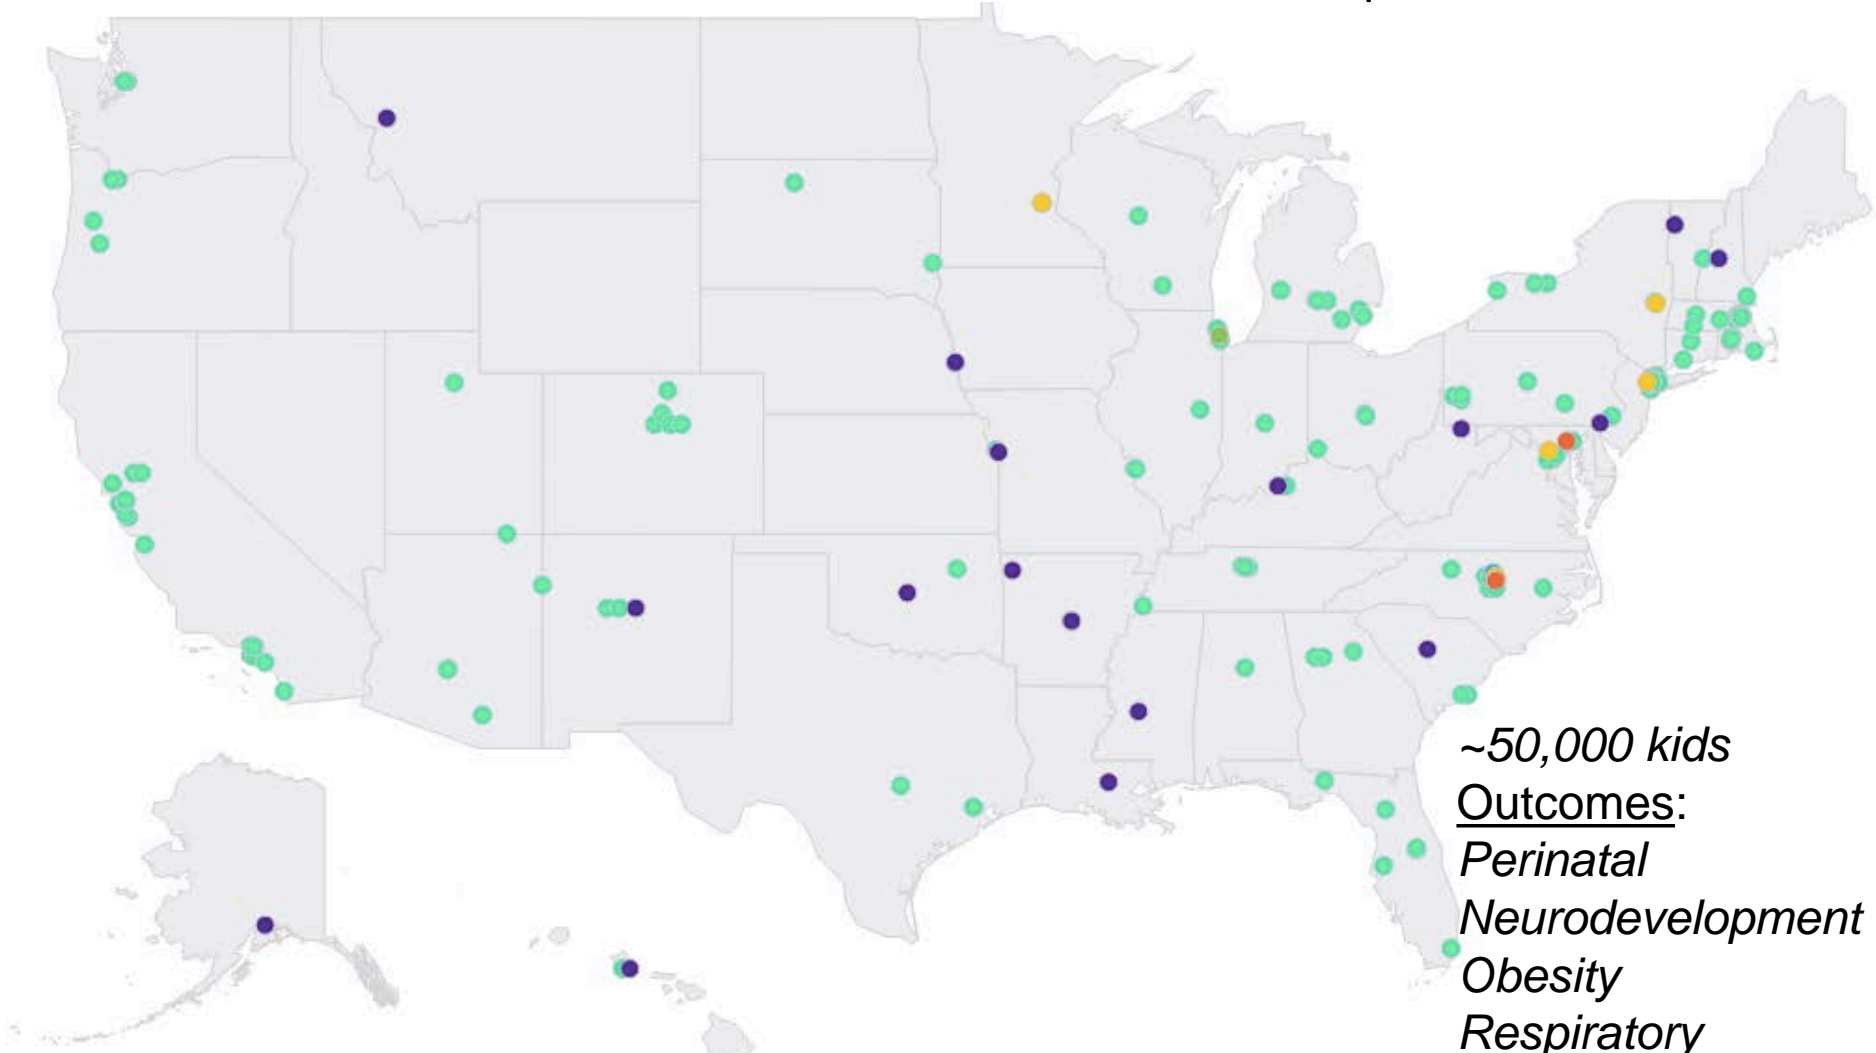 ~50,000 kids
Outcomes:
Perinatal
Neurodevelopment
Obesity
Respiratory